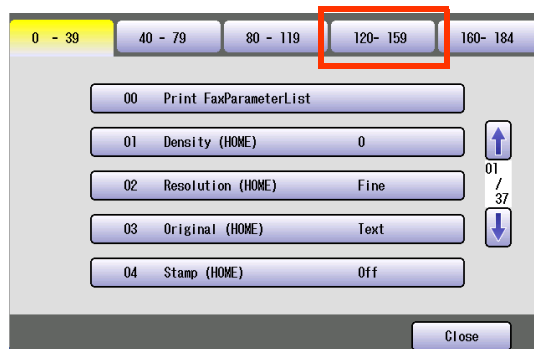 0 - 39 40 - 79 80 - 119 120- 159 160- 184
00 Print FaxParameterList
01 Density (HOME) 0
02 Resolution (HOME) Fine
03 Original (HOME) Text
04 Stamp (HOME) Off
01
/
37
Close